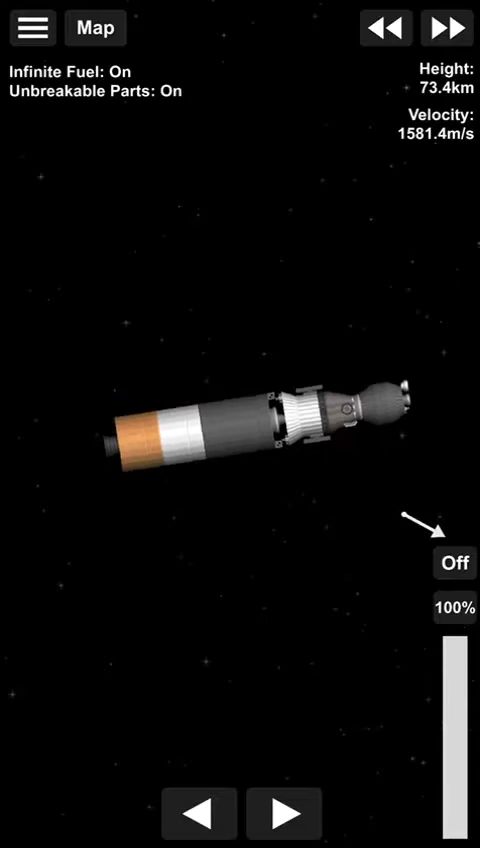 Map
Infinite Fuel: On
Unbreakable Parts: On
Height:
73.4km
Velocity:
1581.4m/s
Off
100%